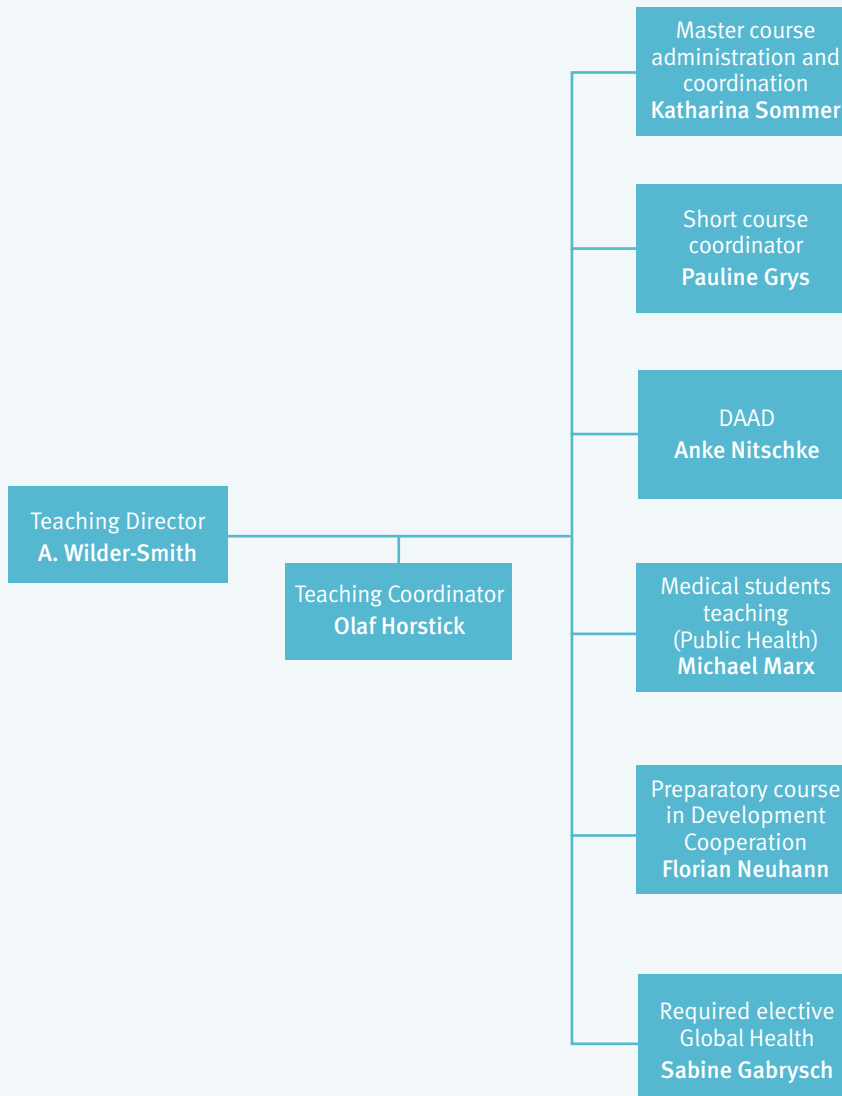 Master course
administration and
coordination
Katharina Sommer
Short course
coordinator
Pauline Grys
DAAD
Anke Nitschke
Teaching Director
A. Wilder-Smith
Teaching Coordinator
Olaf Horstick
Medical students
teaching
(Public Health)
Michael Marx
Preparatory course
in Development
Cooperation
Florian Neuhann
Required elective
Global Health
Sabine Gabrysch